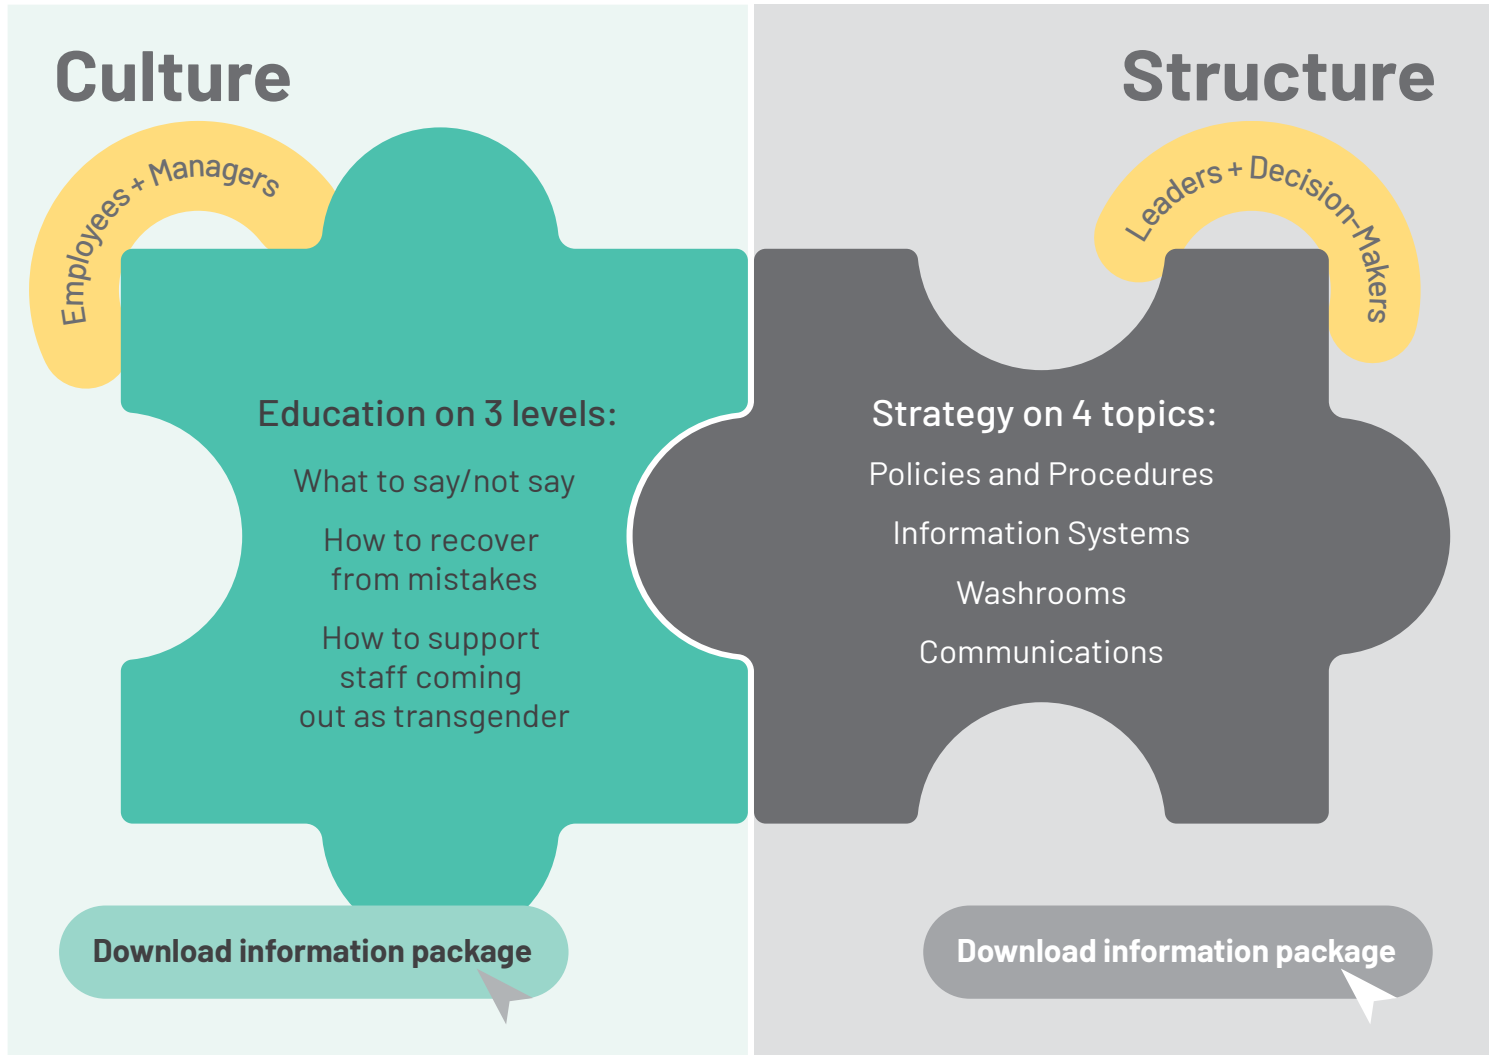 Culture
Employees + Managers
Education on 3 levels:
What to say/not say
How to recover
from mistakes
How to support
staff coming
out as transgender
Download information package
Structure
Leaders + Decision-Makers
Strategy on 4 topics:
Policies and Procedures
Information Systems
Washrooms
Communications
Download information package